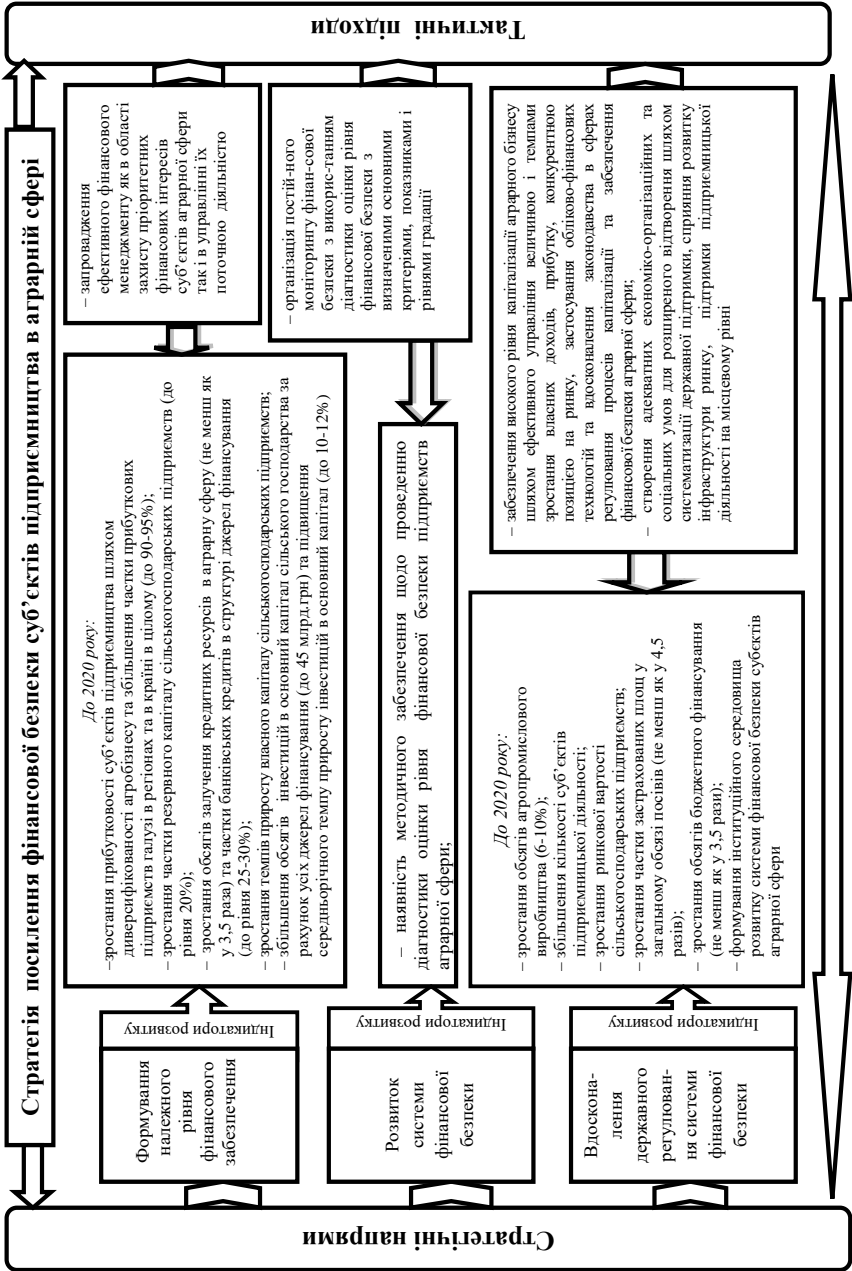 Стратегія посилення фінансової безпеки суб’єктів підприємництва в аграрній сфері
Стратегічні напрями
Формування
належного
рівня
фінансового
забезпечення
Індикатори розвитку
До 2020 року:
–зростання прибутковості суб’єктів підприємництва шляхом
диверсифікованості агробізнесу та збільшення частки прибуткових
підприємств галузі в регіонах та в країні в цілому (до 90-95%);
– зростання частки резервного капіталу сільськогосподарських підприємств (до
рівня 20%);
– зростання обсягів залучення кредитних ресурсів в аграрну сферу (не менш як
у 3,5 раза) та частки банківських кредитів в структурі джерел фінансування
(до рівня 25-30%);
–зростання темпів приросту власного капіталу сільськогосподарських підприємств;
–збільшення обсягів інвестицій в основний капітал сільського господарства за
рахунок усіх джерел фінансування (до 45 млрд.грн) та підвищення
середньорічного темпу приросту інвестицій в основний капітал (до 10-12%)
– запровадження
ефективного фінансового
менеджменту як в області
захисту пріоритетних
фінансових інтересів
суб’єктів аграрної сфери
так і в управлінні їх
поточною діяльністю
Розвиток
системи
фінансової
безпеки
Індикатори розвитку
– наявність методичного забезпечення щодо проведенню
діагностики оцінки рівня фінансової безпеки підприємств
аграрної сфери;
– організація постій-ного
моніторингу фінан-сової
безпеки з викорис-танням
діагностики оцінки рівня
фінансової безпеки з
визначеними основними
критеріями, показниками і
рівнями градації
Вдоскона-
лення
державного
регулюван-
ня системи
фінансової
безпеки
Індикатори розвитку
До 2020 року:
– зростання обсягів агропромислового
виробництва (6-10%);
– збільшення кількості суб’єктів
підприємницької діяльності;
– зростання ринкової вартості
сільськогосподарських підприємств;
– зростання частки застрахованих площ у
загальному обсязі посівів (не менш як у 4,5
разів);
– зростання обсягів бюджетного фінансування
(не менш як у 3,5 рази);
– формування інституційного середовища
розвитку системи фінансової безпеки субєктів
аграрної сфери
– забезпечення високого рівня капіталізації аграрного бізнесу
шляхом ефективного управління величиною і темпами
зростання власних доходів, прибутку, конкурентною
позицією на ринку, застосування обліково-фінансових
технологій та вдосконалення законодавства в сферах
регулювання процесів капіталізації та забезпечення
фінансової безпеки аграрної сфери;
– створення адекватних економіко-організаційних та
соціальних умов для розширеного відтворення шляхом
систематизації державної підтримки, сприяння розвитку
інфраструктури ринку, підтримки підприємницької
діяльності на місцевому рівні
Тактичні підходи